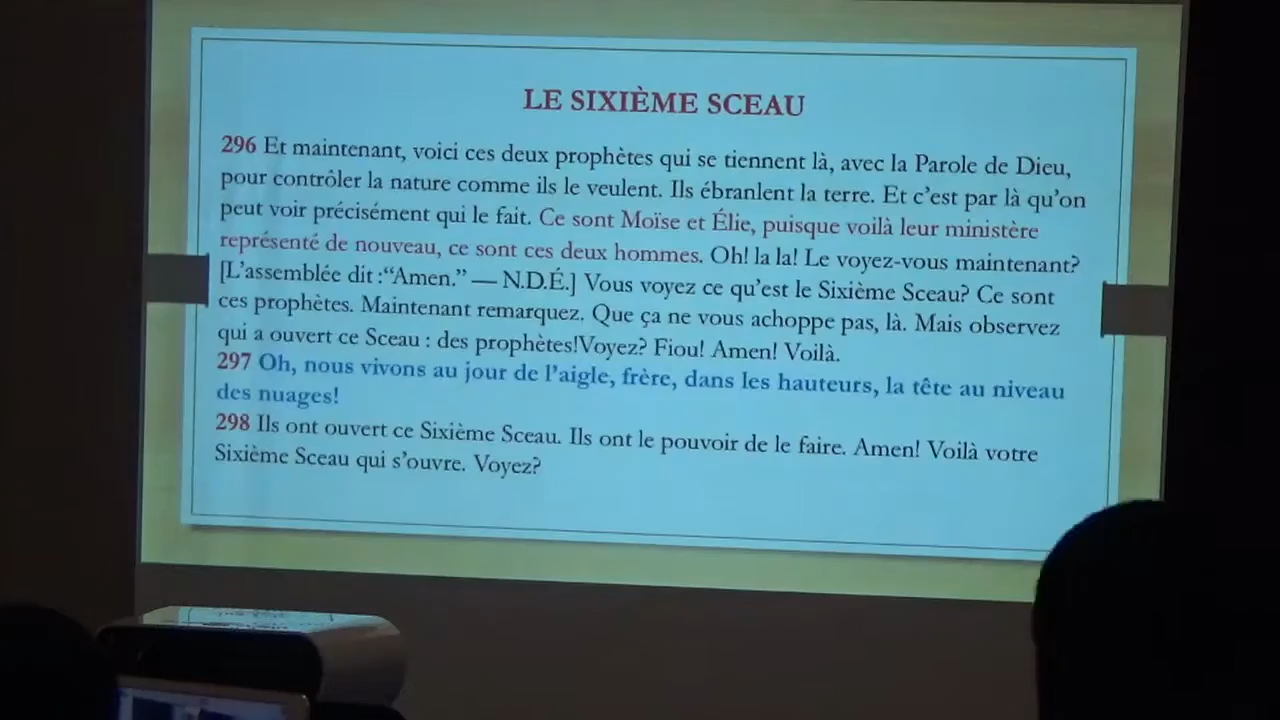 LE SIXIÈME SCEAU
296 Et maintenant, voici ces deux prophètes qui se tiennent là, avec la Parole de Dieu,
pour contrôler la nature comme ils le veulent. Ils ébranlent la terre. Et c’est par là qu’on
peut voir précisément qui le fait. Ce sont Moïse et Élie, puisque voilà leur ministère
représenté de nouveau, ce sont ces deux hommes. Oh! la la! Le voyez-vous maintenant?
[L’assemblée dit :“Amen.” — N.D.É.] Vous voyez ce qu’est le Sixième Sceau? Ce sont
ces prophètes. Maintenant remarquez. Que ça ne vous achoppe pas, là. Mais observez
qui a ouvert ce Sceau : des prophètes!Voyez? Fiou! Amen! Voilà.
297 Oh, nous vivons au jour de l’aigle, frère, dans les hauteurs, la tête au niveau
des nuages!
298 Ils ont ouvert ce Sixième Sceau. Ils ont le pouvoir de le faire. Amen! Voilà votre
Sixième Sceau qui s’ouvre. Voyez?